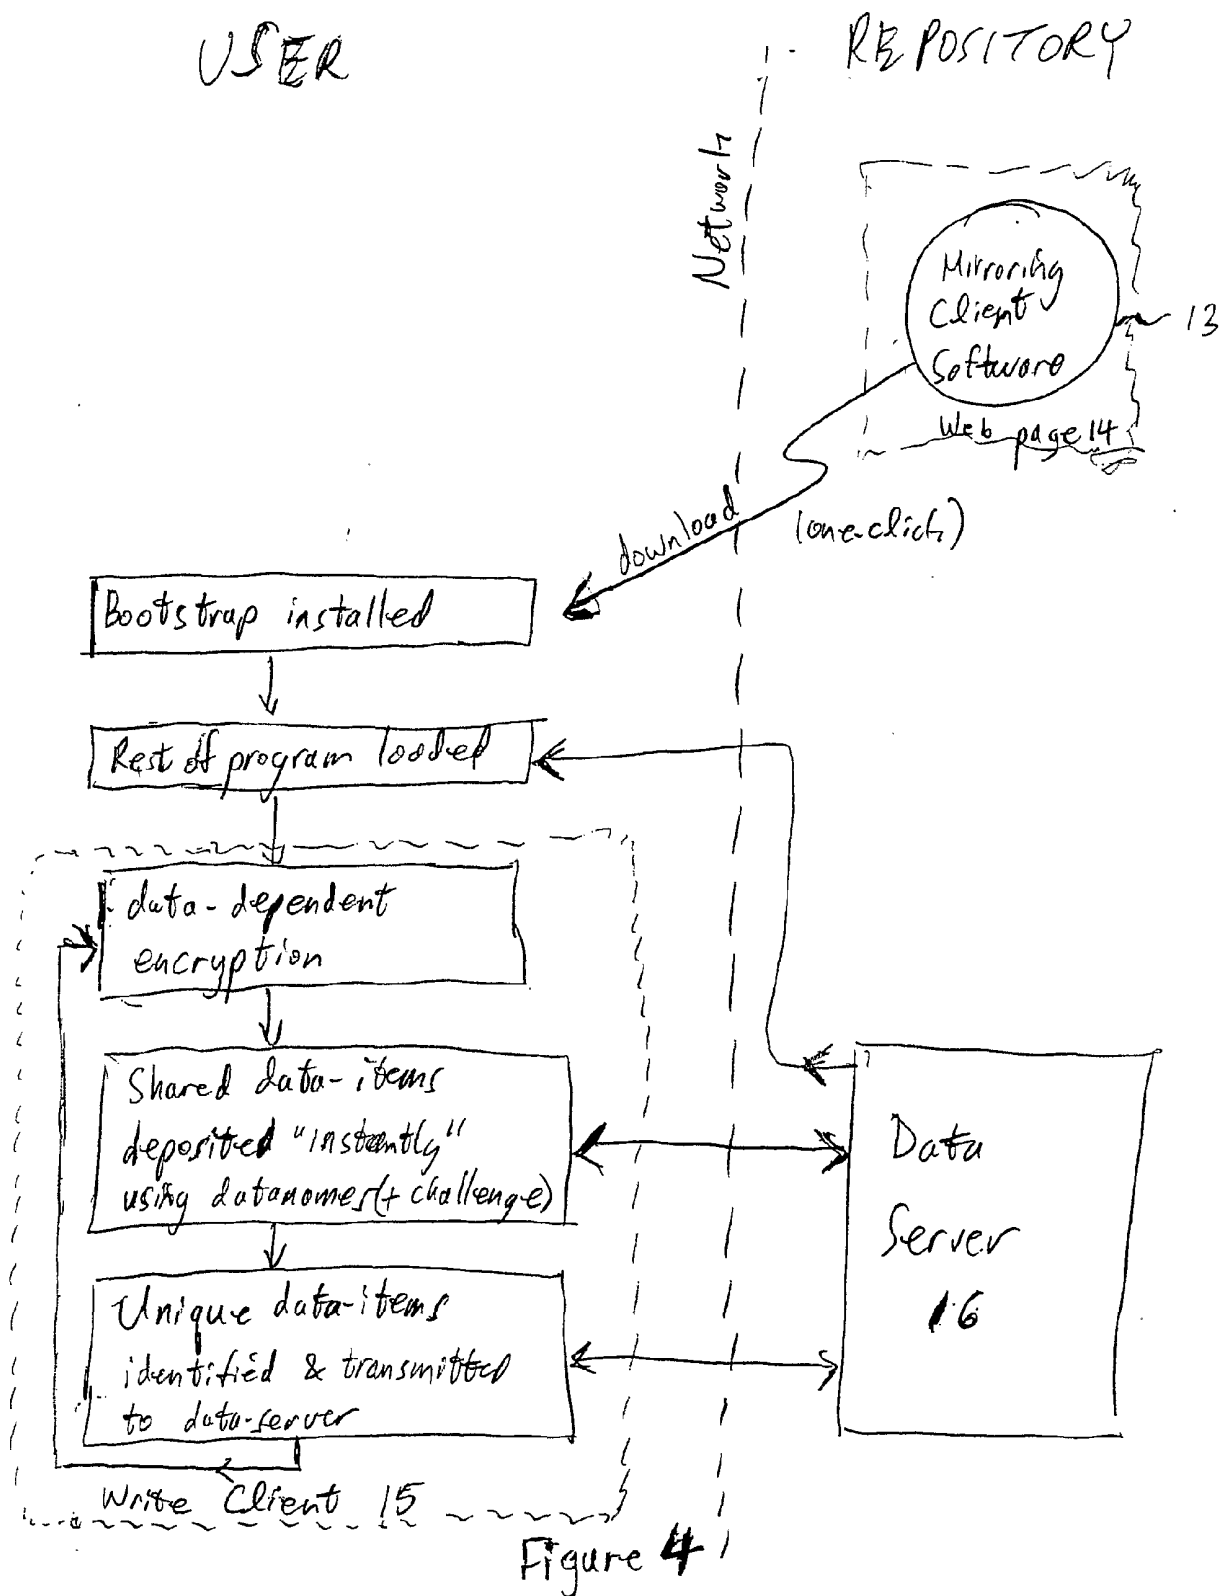 USER
REPOSITORY
Network
Mirroring
Client
Software
13
Web page 14
download
(one-click)
Bootstrap installed
Rest of program loaded
data-dependent
encryption
Shared data-items
deposited "instantly"
using datanames (+ challenge)
Unique data-items
identified & transmitted
to data-server
Write Client 15
Data
Server
16
Figure 4